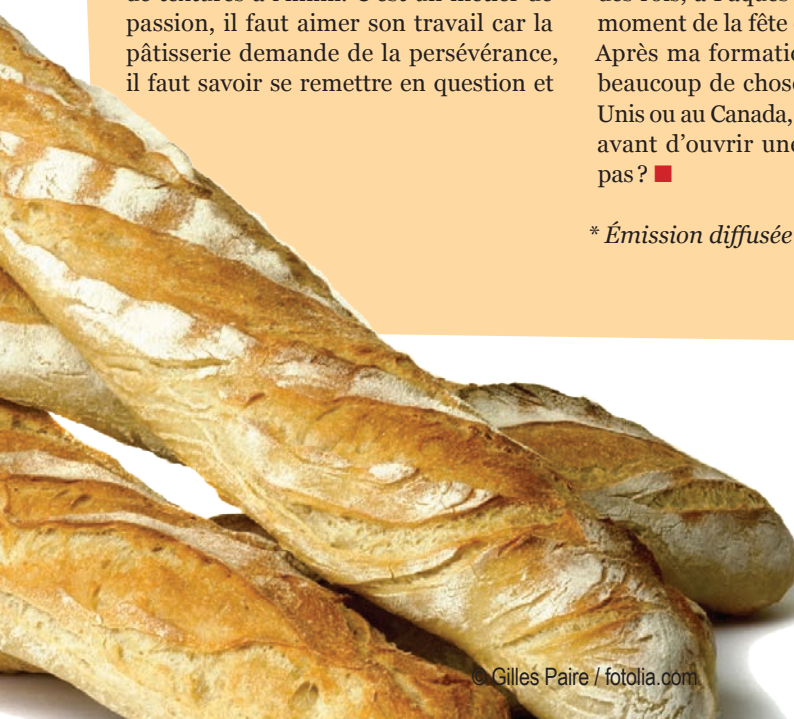 passion, il faut aimer son travail car la
pâtisserie demande de la persévérance,
il faut savoir se remettre en question et
moment de la fête
Après ma formatio
beaucoup de chose
Unis ou au Canada,
avant d’ouvrir une
pas ? ■
* Émission diffusée
© Gilles Paire / fotolia.com